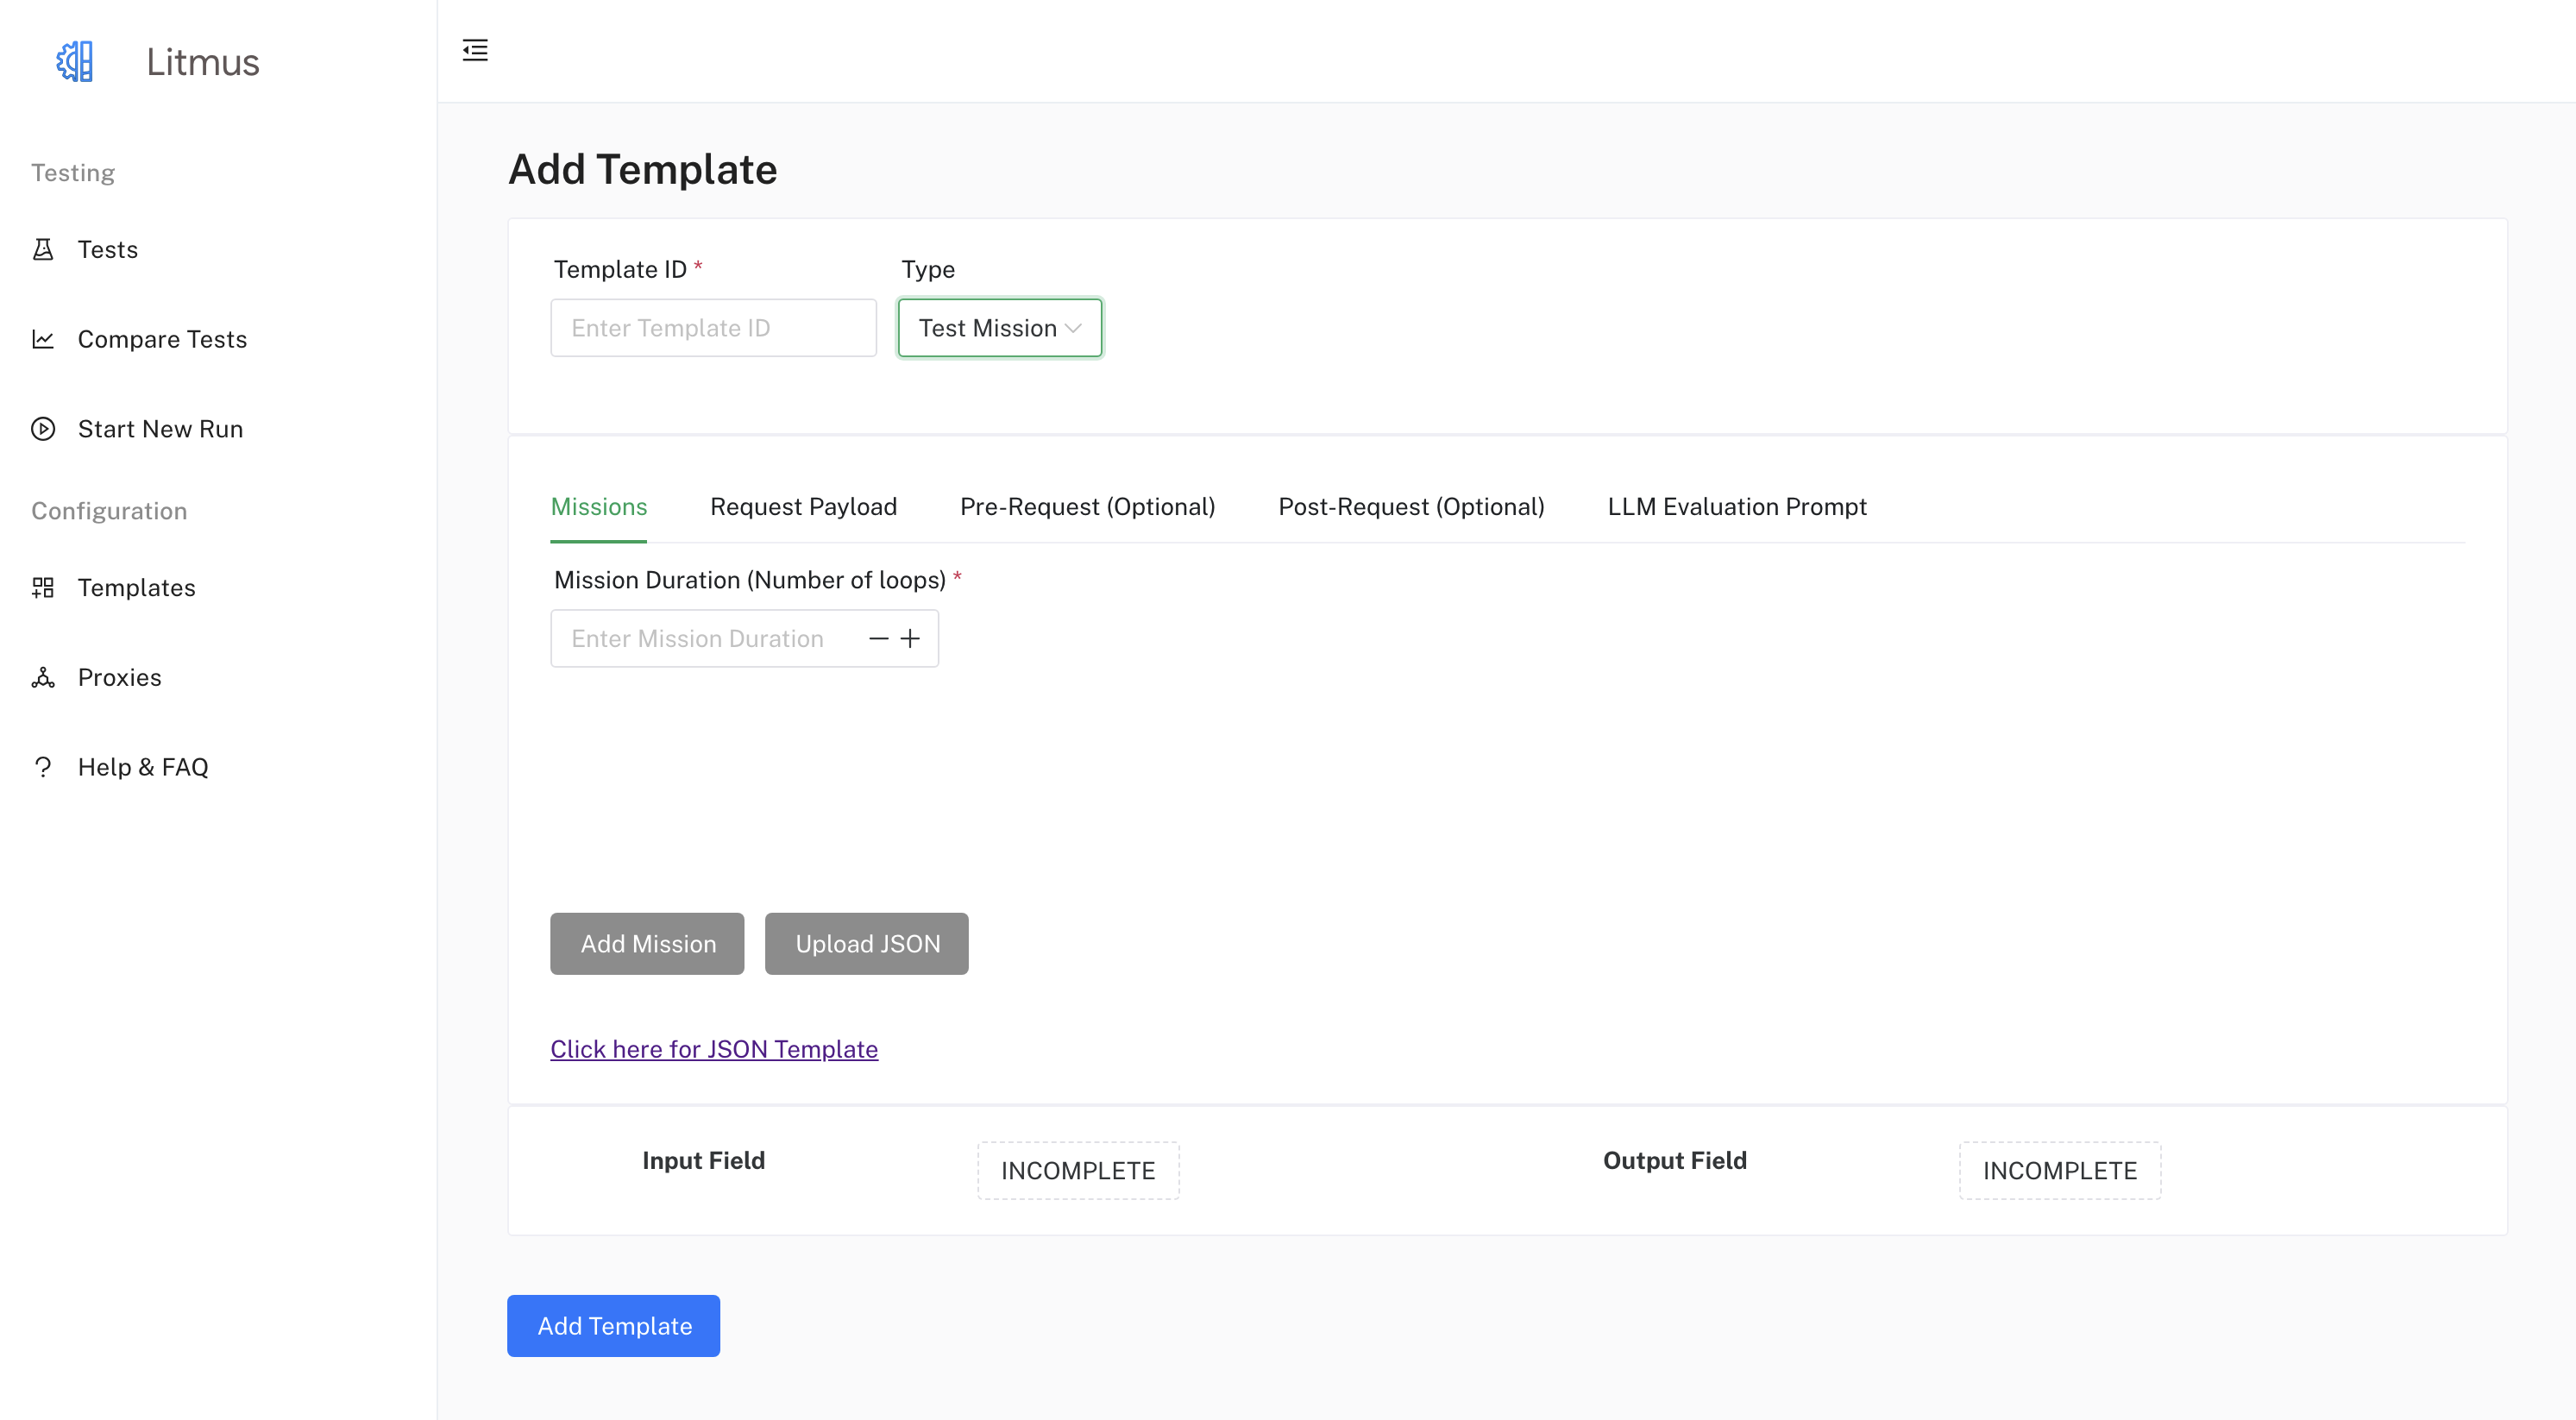 Litmus
Testing
Tests
Compare Tests
Start New Run
Configuration
Templates
Proxies
Help & FAQ
Add Template
Template ID * Type
Enter Template ID Test Mission
Missions Request Payload Pre-Request (Optional) Post-Request (Optional) LLM Evaluation Prompt
Mission Duration (Number of loops) *
Enter Mission Duration
Add Mission Upload JSON
Click here for JSON Template
Input Field INCOMPLETE Output Field INCOMPLETE
Add Template